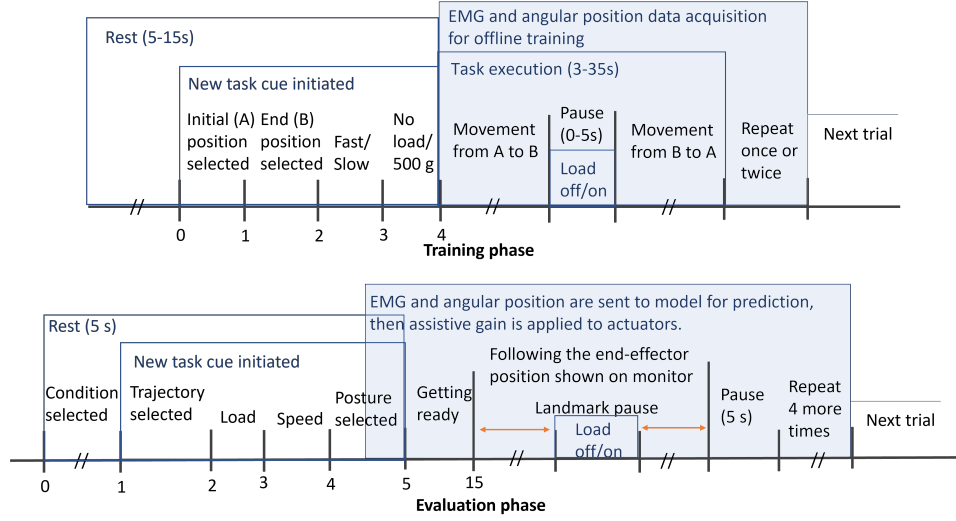 EMG and angular position data acquisition
for offline training
Rest (5-15s)
Task execution (3-35s)
New task cue initiated
Initial (A)
position
selected
End (B)
position
selected
Fast/
Slow
No
load/
500 g
Movement
from A to B
Pause
(0-5s)
Load
off/on
Movement
from B to A
Repeat
once or
twice
Next trial
0 1 2 3 4
Training phase
EMG and angular position are sent to model for prediction,
then assistive gain is applied to actuators.
Rest (5 s)
New task cue initiated
Condition
selected
Trajectory
selected
Load
Speed
Posture
selected
Getting
ready
Following the end-effector
position shown on monitor
Landmark pause
Load
off/on
Pause
(5 s)
Repeat
4 more
times
Next trial
0 1 2 3 4 5 15
Evaluation phase